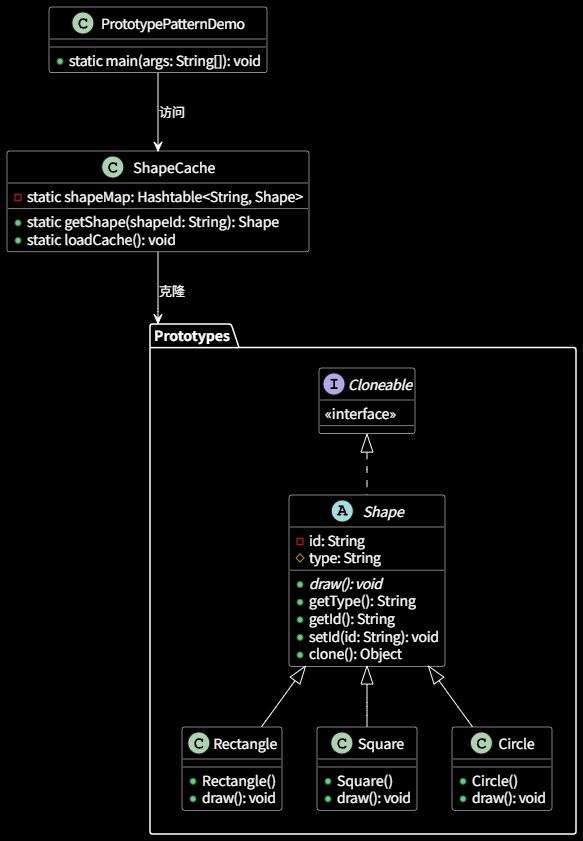 C PrototypePatternDemo
static main(args: String[]): void
访问
C ShapeCache
static shapeMap: Hashtable<String, Shape>
static getShape(shapeId: String): Shape
static loadCache(): void
克隆
Prototypes
I Cloneable
«interface»
A Shape
id: String
type: String
draw(): void
getType(): String
getId(): String
setId(id: String): void
clone(): Object
C Rectangle
Rectangle()
draw(): void
C Square
Square()
draw(): void
C Circle
Circle()
draw(): void